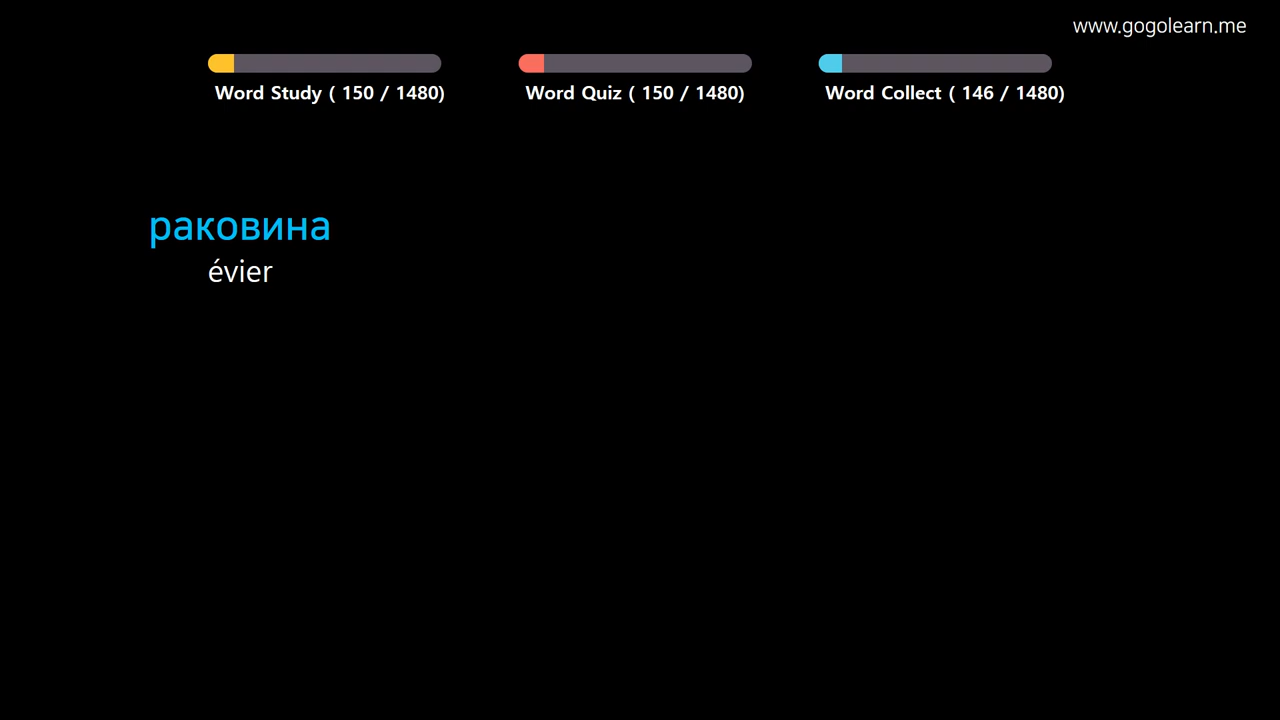 www.gogolearn.me
Word Study ( 150 / 1480)
Word Quiz ( 150 / 1480)
Word Collect ( 146 / 1480)
раковина
évier